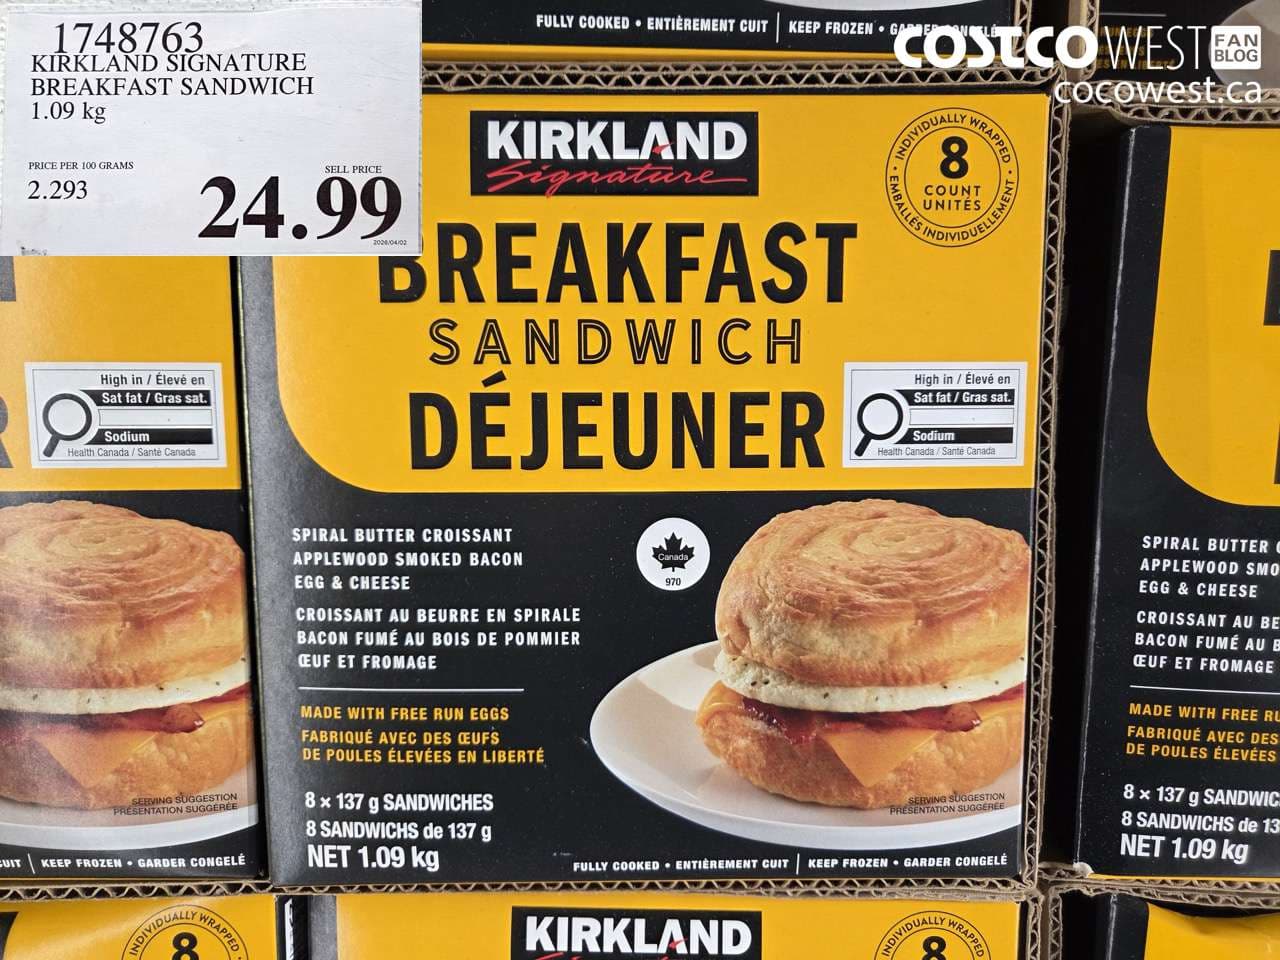 1748763
KIRKLAND SIGNATURE
BREAKFAST SANDWICH
1.09 kg
PRICE PER 100 GRAMS
2.293
SELL PRICE
24.99
2026/04/02
FULLY COOKED • ENTIÈREMENT CUIT | KEEP FROZEN •
COSTCO WEST FAN BLOG
cocowest.ca
KIRKLAND
Signature
INDIVIDUALLY WRAPPED
8
COUNT
UNITÉS
EMBALLÉS INDIVIDUELLEMENT
BREAKFAST
SANDWICH
DÉJEUNER
High in / Élevé en
Sat fat / Gras sat.
Sodium
Health Canada / Santé Canada
High in / Élevé en
Sat fat / Gras sat.
Sodium
Health Canada / Santé Canada
SPIRAL BUTTER CROISSANT
APPLEWOOD SMOKED BACON
EGG & CHEESE
CROISSANT AU BEURRE EN SPIRALE
BACON FUMÉ AU BOIS DE POMMIER
ŒUF ET FROMAGE
Canada
970
MADE WITH FREE RUN EGGS
FABRIQUÉ AVEC DES ŒUFS
DE POULES ÉLEVÉES EN LIBERTÉ
8 × 137 g SANDWICHES
8 SANDWICHS de 137 g
NET 1.09 kg
SERVING SUGGESTION
PRÉSENTATION SUGGÉRÉE
FULLY COOKED • ENTIÈREMENT CUIT | KEEP FROZEN • GARDER CONGELÉ
SERVING SUGGESTION
PRÉSENTATION SUGGÉRÉE
CUIT | KEEP FROZEN • GARDER CONGELÉ
SPIRAL BUTTER
APPLEWOOD SMO
EGG & CHEESE
CROISSANT AU BE
BACON FUMÉ AU B
ŒUF ET FROMAGE
MADE WITH FREE RU
FABRIQUÉ AVEC DES
DE POULES ÉLEVÉES
8 × 137 g SANDWIC
8 SANDWICHS de 13
NET 1.09 kg
INDIVIDUALLY WRAPPED
8
KIRKLAND
INDIVIDUALLY WRAPPED
8